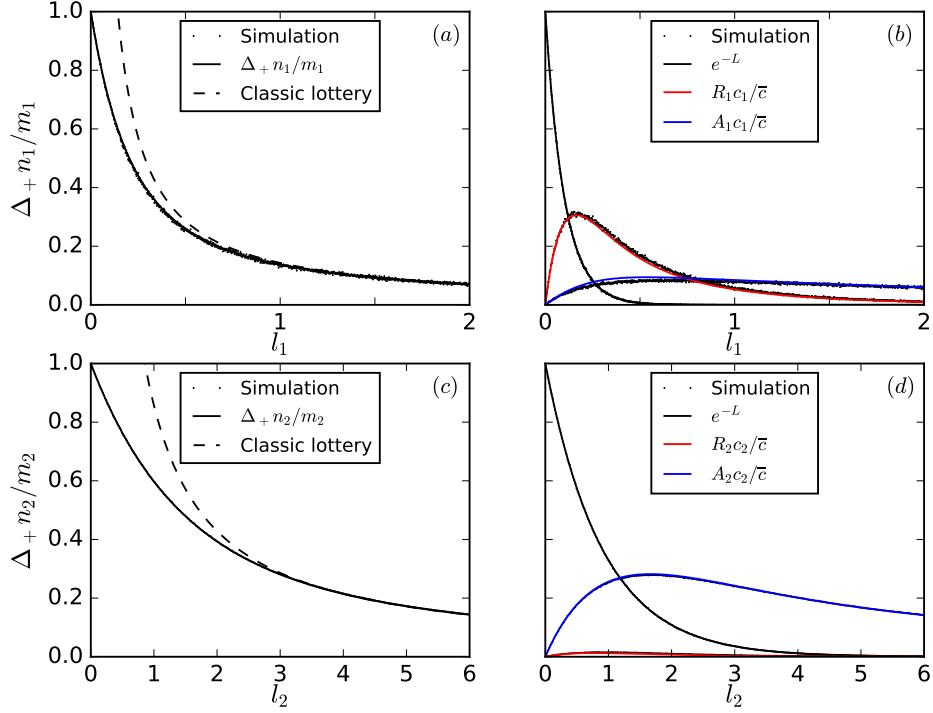 (a)
Simulation
Δ₊n₁/m₁
Classic lottery
Δ₊n₁/m₁
1.0
0.8
0.6
0.4
0.2
0.0
0 1 2
l₁
(b)
Simulation
e⁻ᴸ
R₁c₁/c̅
A₁c₁/c̅
0 1 2
l₁
(c)
Simulation
Δ₊n₂/m₂
Classic lottery
Δ₊n₂/m₂
1.0
0.8
0.6
0.4
0.2
0.0
0 1 2 3 4 5 6
l₂
(d)
Simulation
e⁻ᴸ
R₂c₂/c̅
A₂c₂/c̅
0 1 2 3 4 5 6
l₂